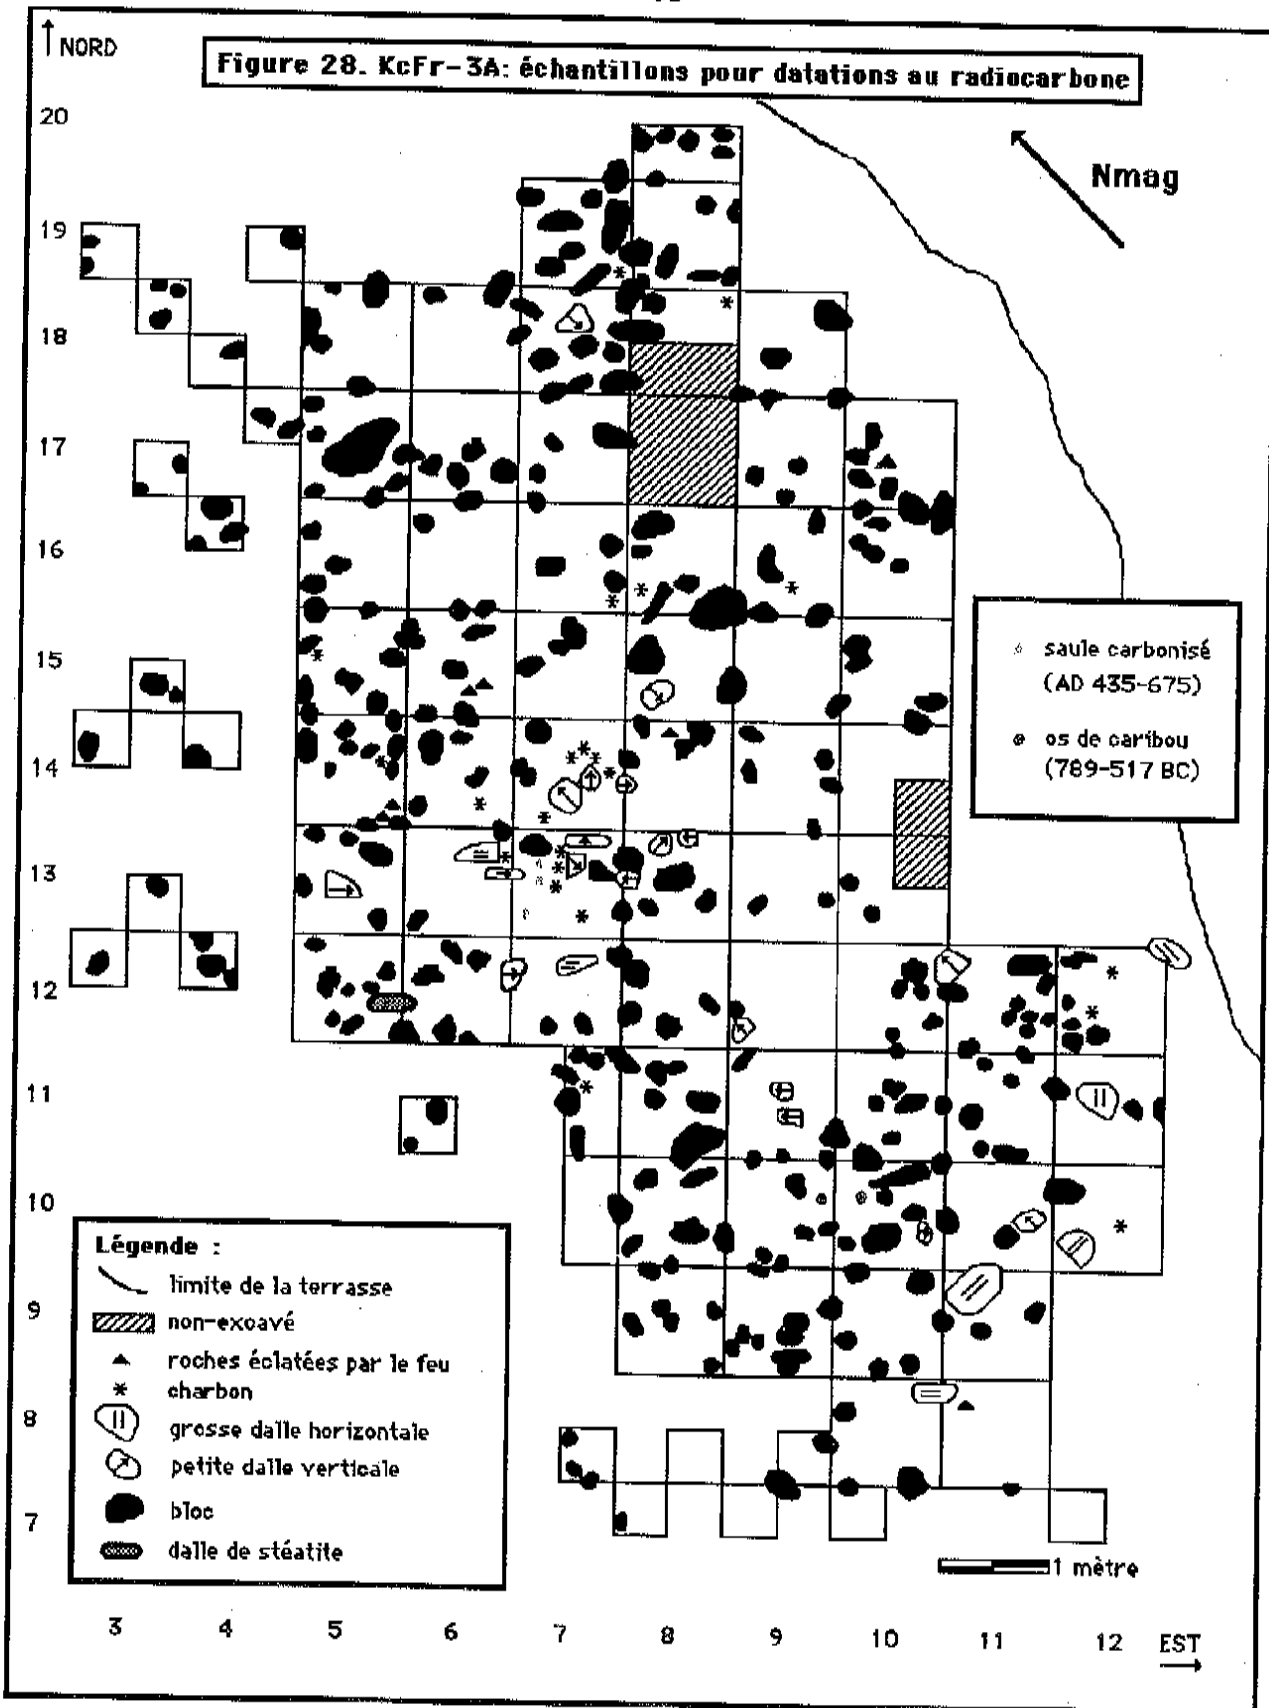 NORD
Figure 28. KcFr-3A: échantillons pour datations au radiocarbone
20
Nmag
19
18
17
16
15
14
13
12
11
10
9
8
7
saule carbonisé
(AD 435-675)
os de caribou
(789-517 BC)
Légende :
limite de la terrasse
non-excavé
roches éclatées par le feu
charbon
grosse dalle horizontale
petite dalle verticale
bloc
dalle de stéatite
1 mètre
3 4 5 6 7 8 9 10 11 12 EST